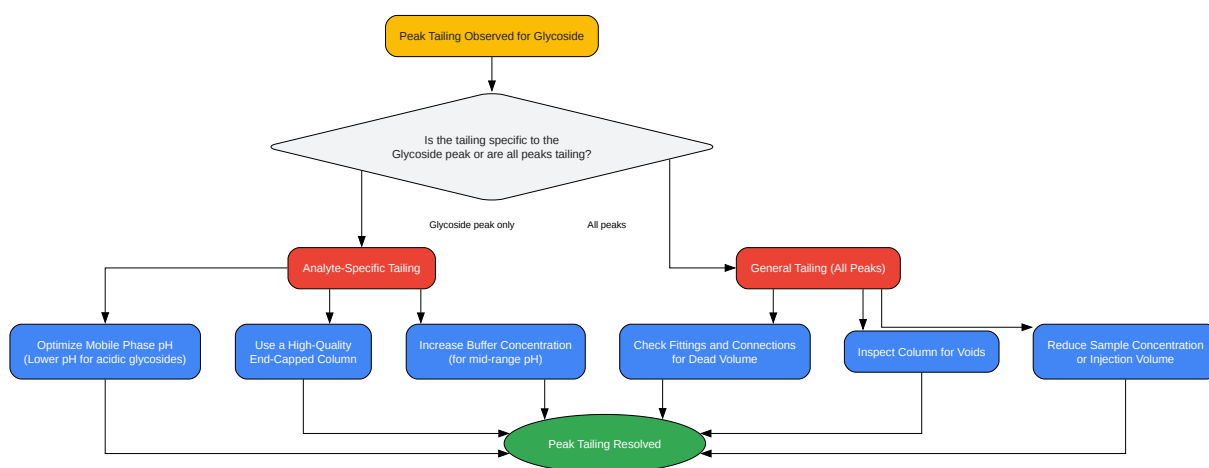 Peak Tailing Observed for Glycoside
Is the tailing specific to the
Glycoside peak or are all peaks tailing?
Glycoside peak only
All peaks
Analyte-Specific Tailing
General Tailing (All Peaks)
Optimize Mobile Phase pH
(Lower pH for acidic glycosides)
Use a High-Quality
End-Capped Column
Increase Buffer Concentration
(for mid-range pH)
Check Fittings and Connections
for Dead Volume
Inspect Column for Voids
Reduce Sample Concentration
or Injection Volume
Peak Tailing Resolved